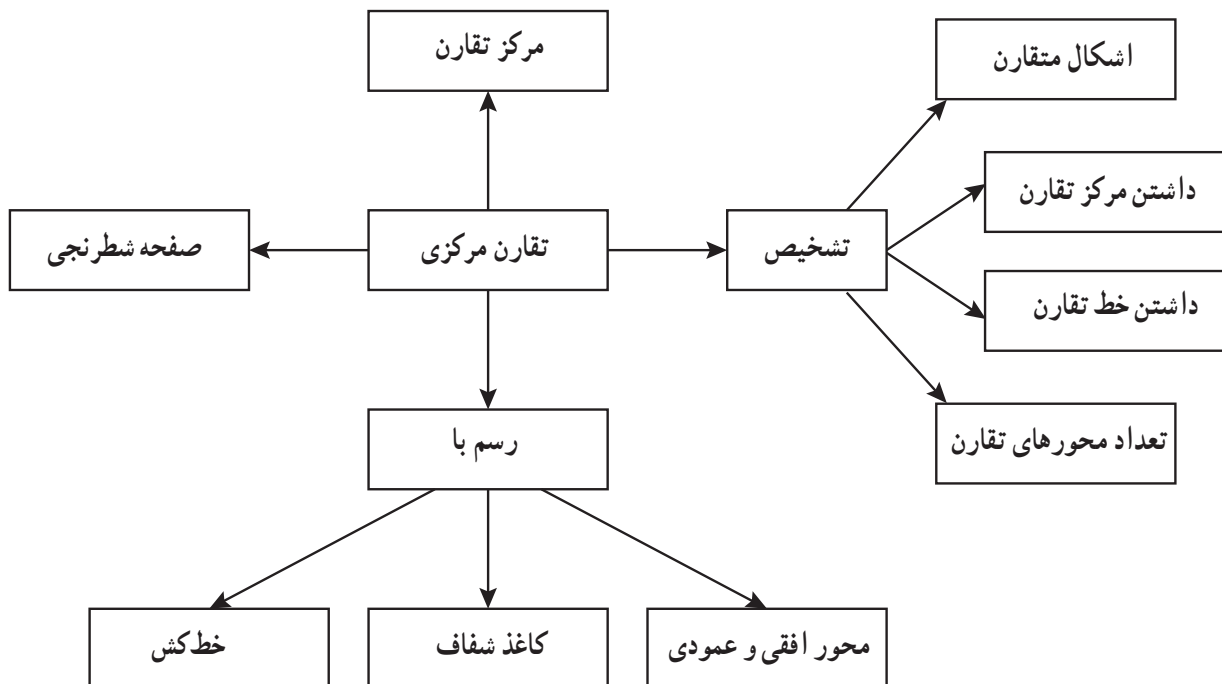 مرکز تقارن
اشکال متقارن
داشتن مرکز تقارن
تشخیص
تقارن مرکزی
صفحه شطرنجی
داشتن خط تقارن
تعداد محورهای تقارن
رسم با
محور افقی و عمودی
کاغذ شفاف
خط‌کش